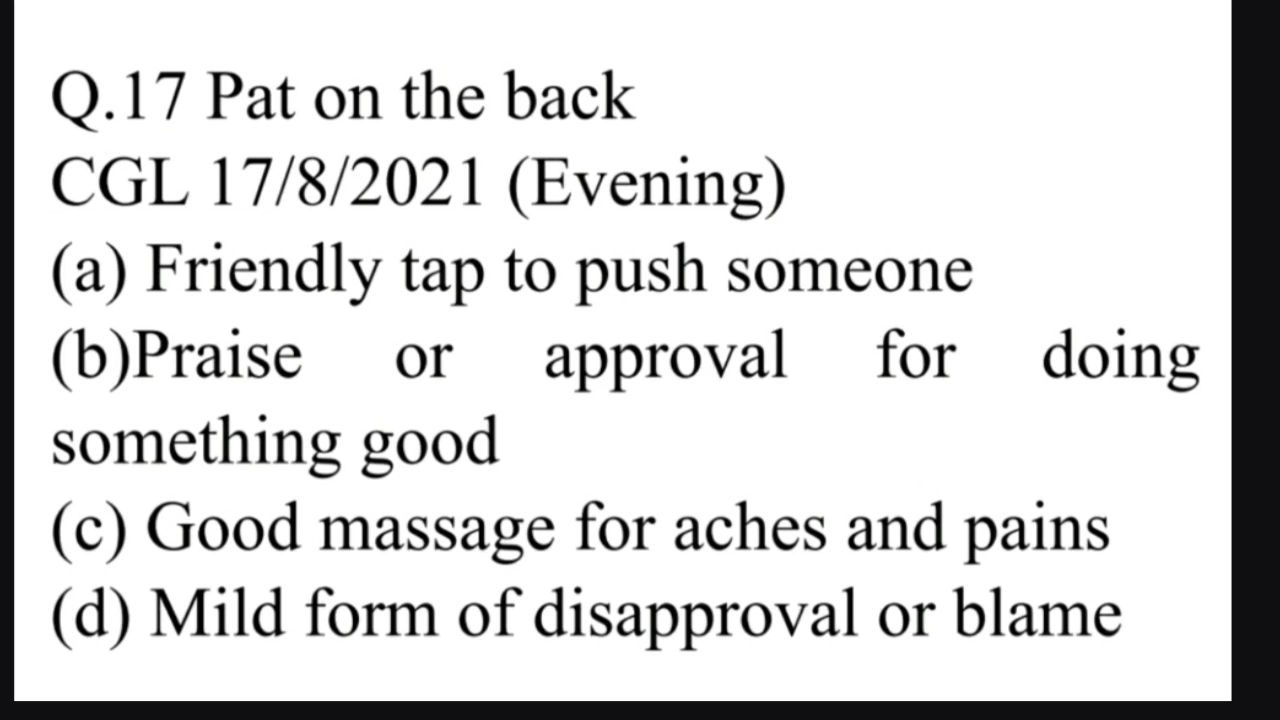 Q.17 Pat on the back
CGL 17/8/2021 (Evening)
(a) Friendly tap to push someone
(b)Praise or approval for doing
something good
(c) Good massage for aches and pains
(d) Mild form of disapproval or blame